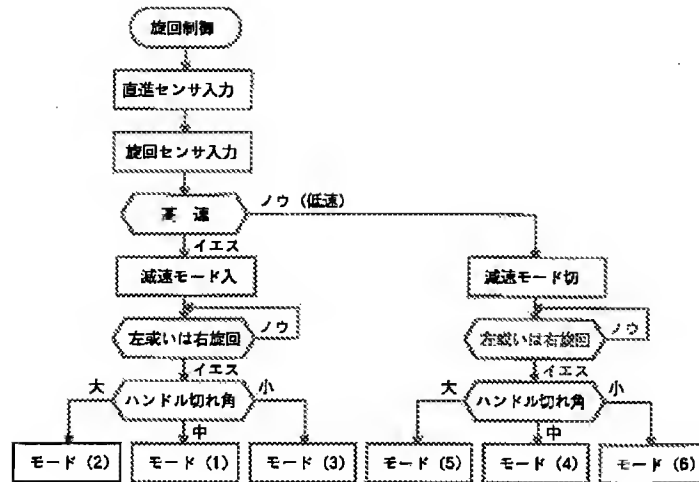 旋回制御
直進センサ入力
旋回センサ入力
高 速
ノウ（低速）
イエス
減速モード入
減速モード切
左或いは右旋回
ノウ
左或いは右旋回
ノウ
イエス
イエス
大
ハンドル切れ角
小
大
ハンドル切れ角
小
中
中
モード（2）
モード（1）
モード（3）
モード（5）
モード（4）
モード（6）